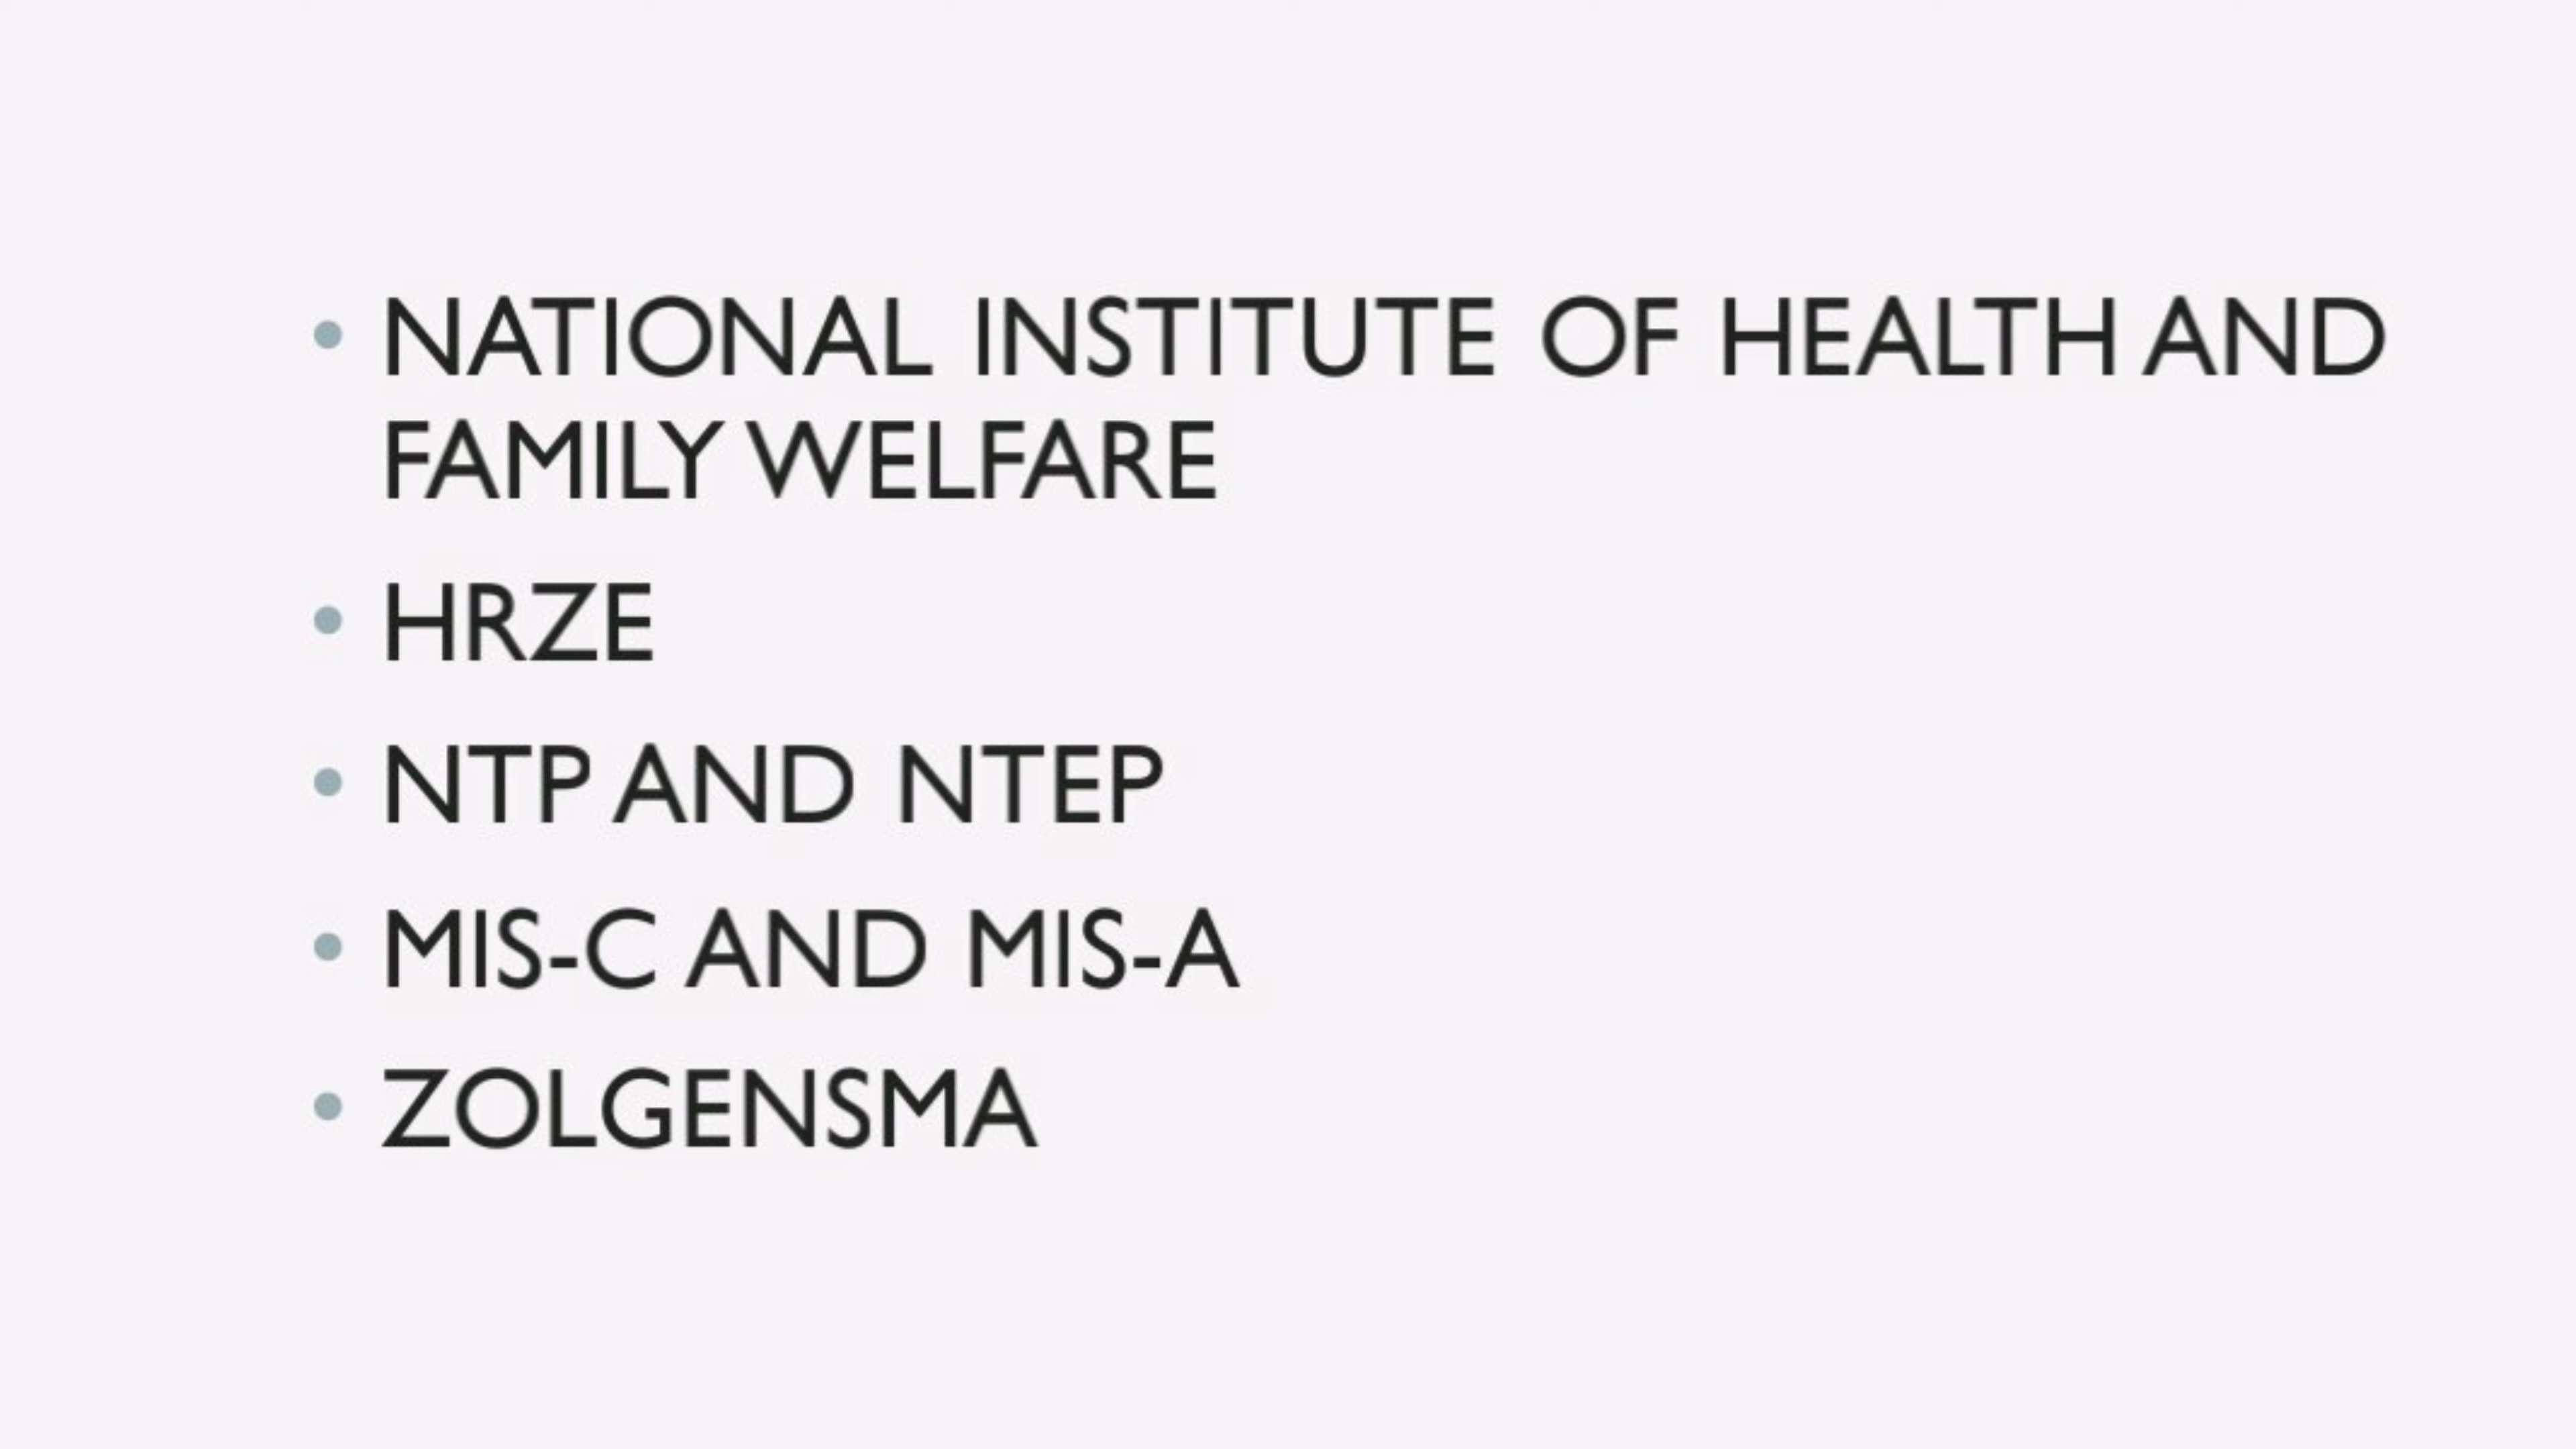 • NATIONAL INSTITUTE OF HEALTH AND
FAMILY WELFARE
• HRZE
• NTP AND NTEP
• MIS-C AND MIS-A
• ZOLGENSMA